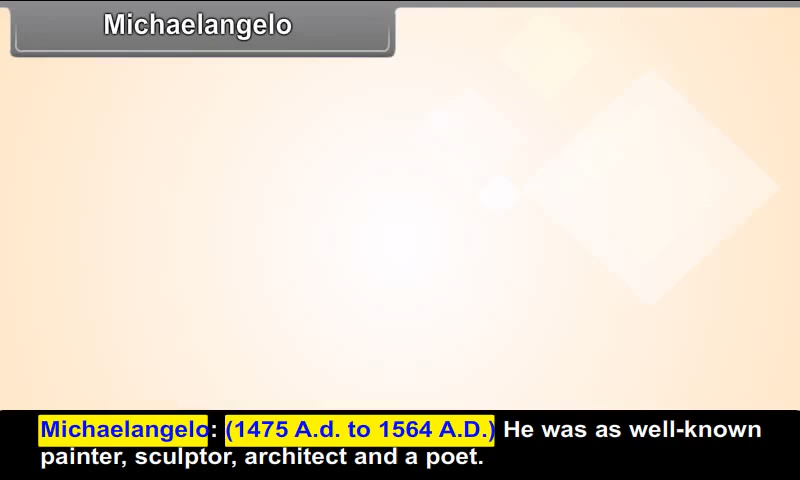 Michaelangelo
Michaelangelo: (1475 A.d. to 1564 A.D.) He was as well-known
painter, sculptor, architect and a poet.